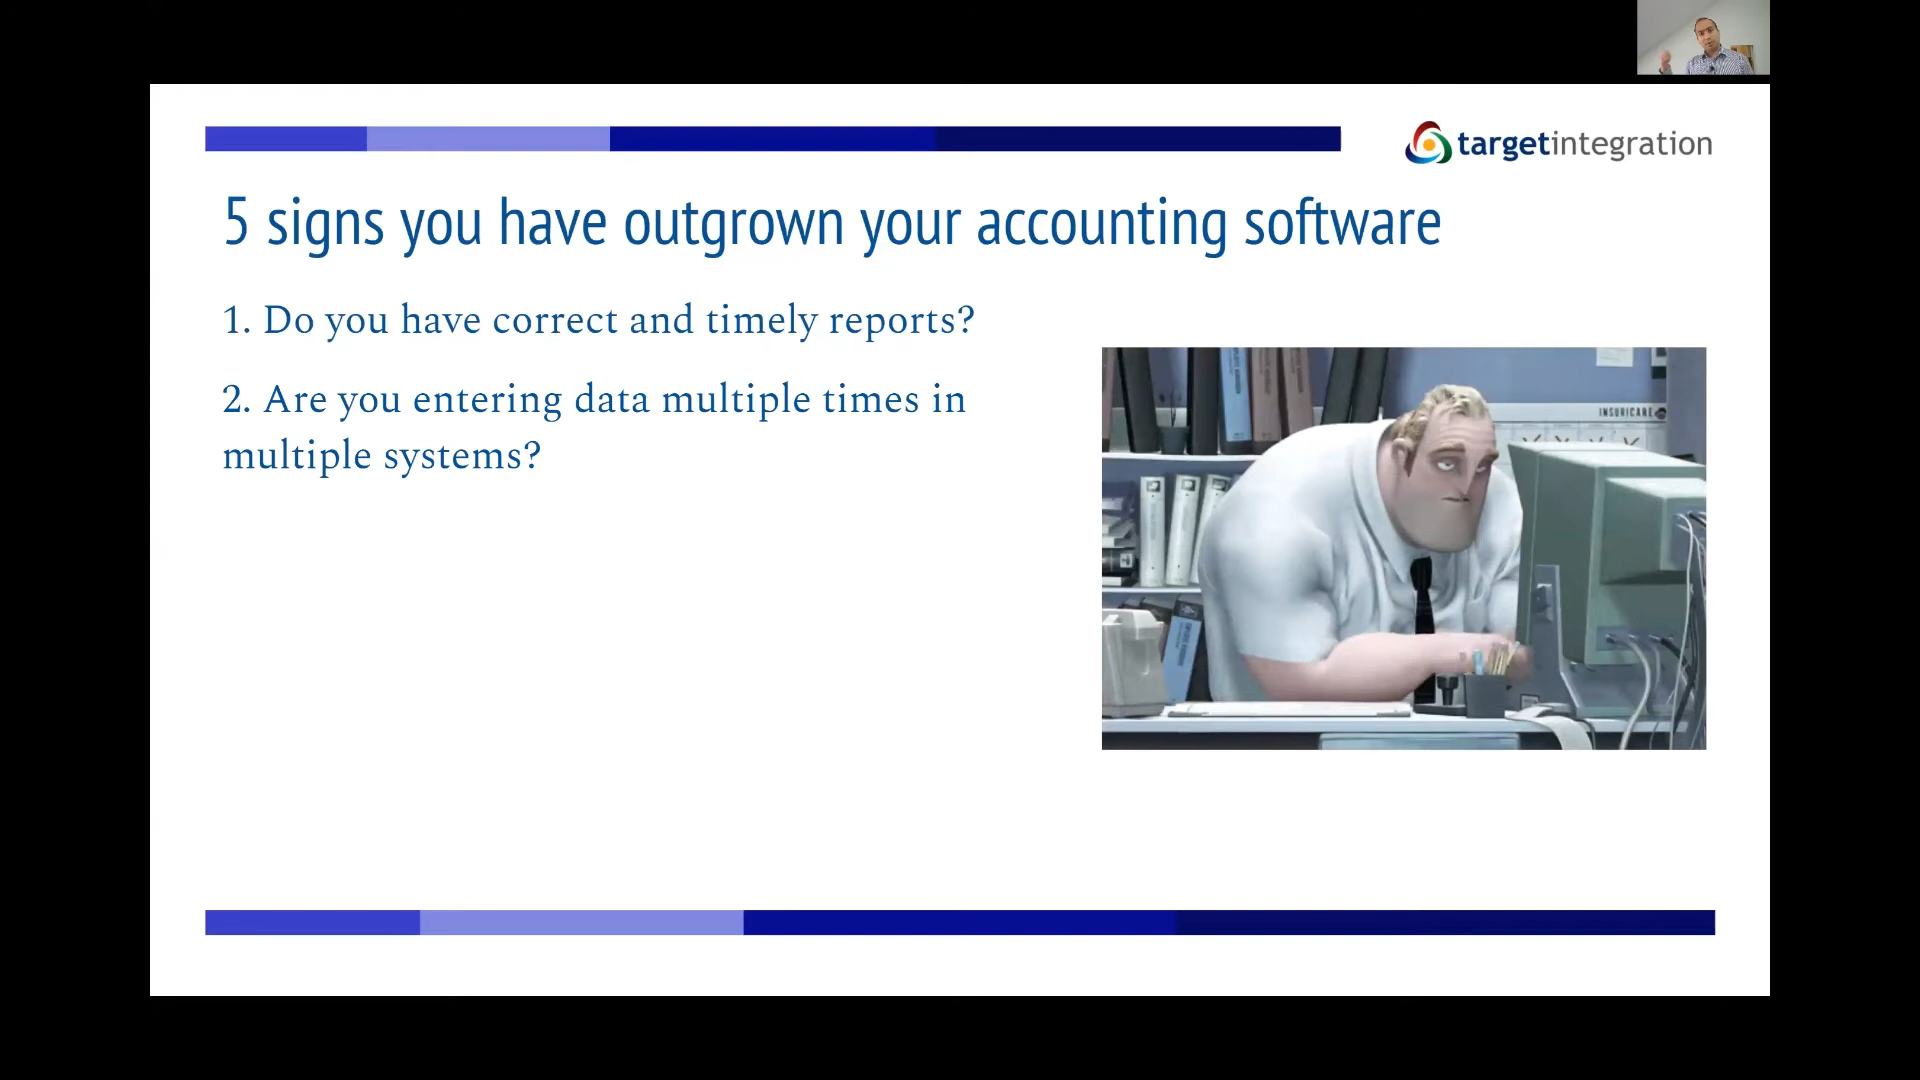 targetintegration
5 signs you have outgrown your accounting software
1. Do you have correct and timely reports?
2. Are you entering data multiple times in
multiple systems?
INSURICARE